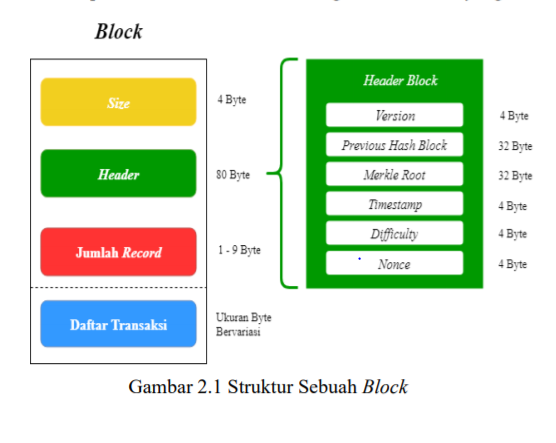 Block
Size
4 Byte
Header
80 Byte
Jumlah Record
1 - 9 Byte
Daftar Transaksi
Ukuran Byte
Bervariasi
Header Block
Version
4 Byte
Previous Hash Block
32 Byte
Merkle Root
32 Byte
Timestamp
4 Byte
Difficulty
4 Byte
Nonce
4 Byte
Gambar 2.1 Struktur Sebuah Block